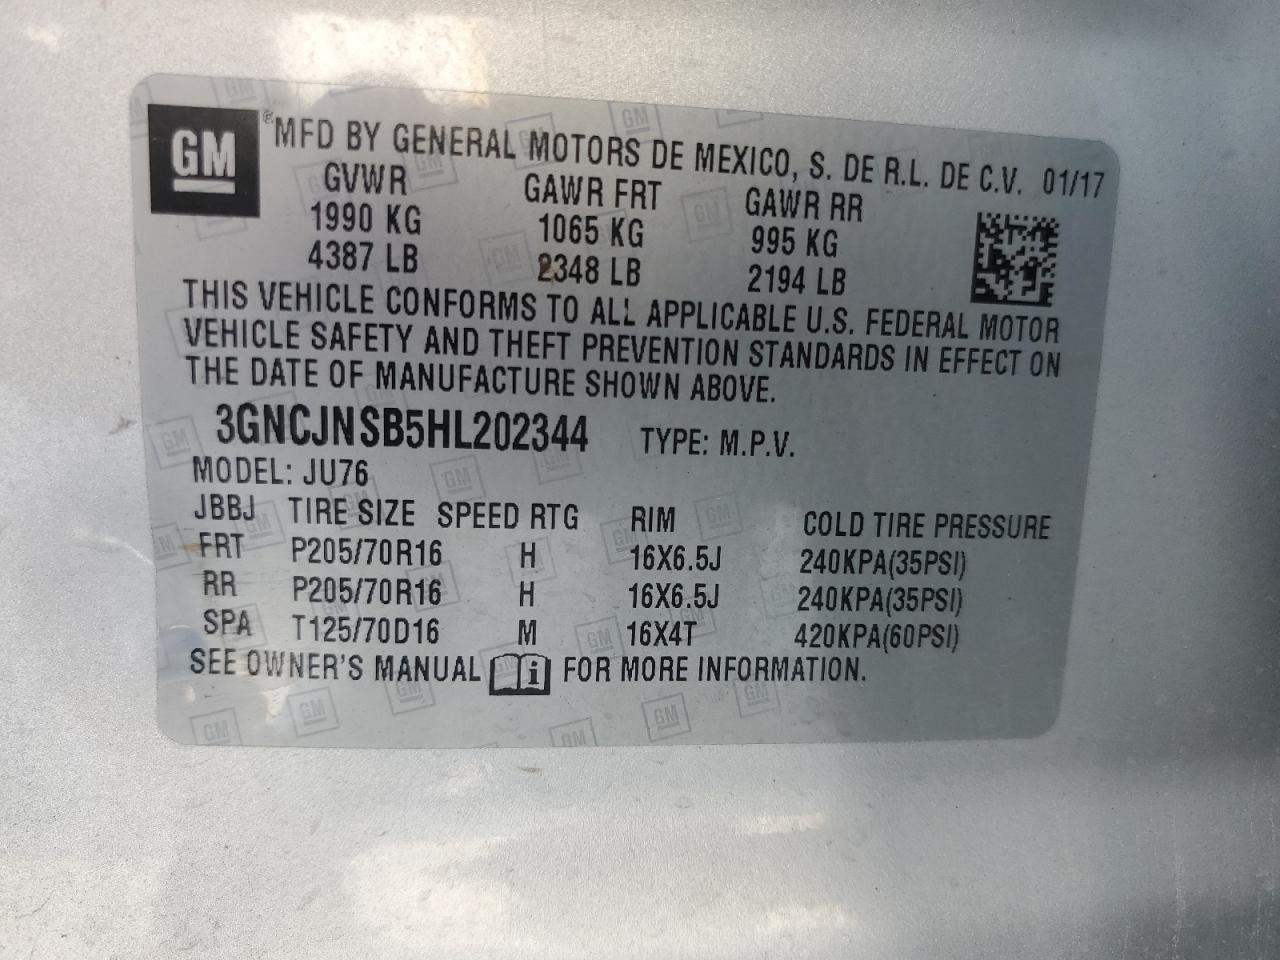 GM ® MFD BY GENERAL MOTORS DE MEXICO, S. DE R.L. DE C.V. 01/17
GVWR GAWR FRT GAWR RR
1990 KG 1065 KG 995 KG
4387 LB 2348 LB 2194 LB
THIS VEHICLE CONFORMS TO ALL APPLICABLE U.S. FEDERAL MOTOR
VEHICLE SAFETY AND THEFT PREVENTION STANDARDS IN EFFECT ON
THE DATE OF MANUFACTURE SHOWN ABOVE.
3GNCJNSB5HL202344 TYPE: M.P.V.
MODEL: JU76
JBBJ TIRE SIZE SPEED RTG RIM COLD TIRE PRESSURE
FRT P205/70R16 H 16X6.5J 240KPA(35PSI)
RR P205/70R16 H 16X6.5J 240KPA(35PSI)
SPA T125/70D16 M 16X4T 420KPA(60PSI)
SEE OWNER'S MANUAL i FOR MORE INFORMATION.